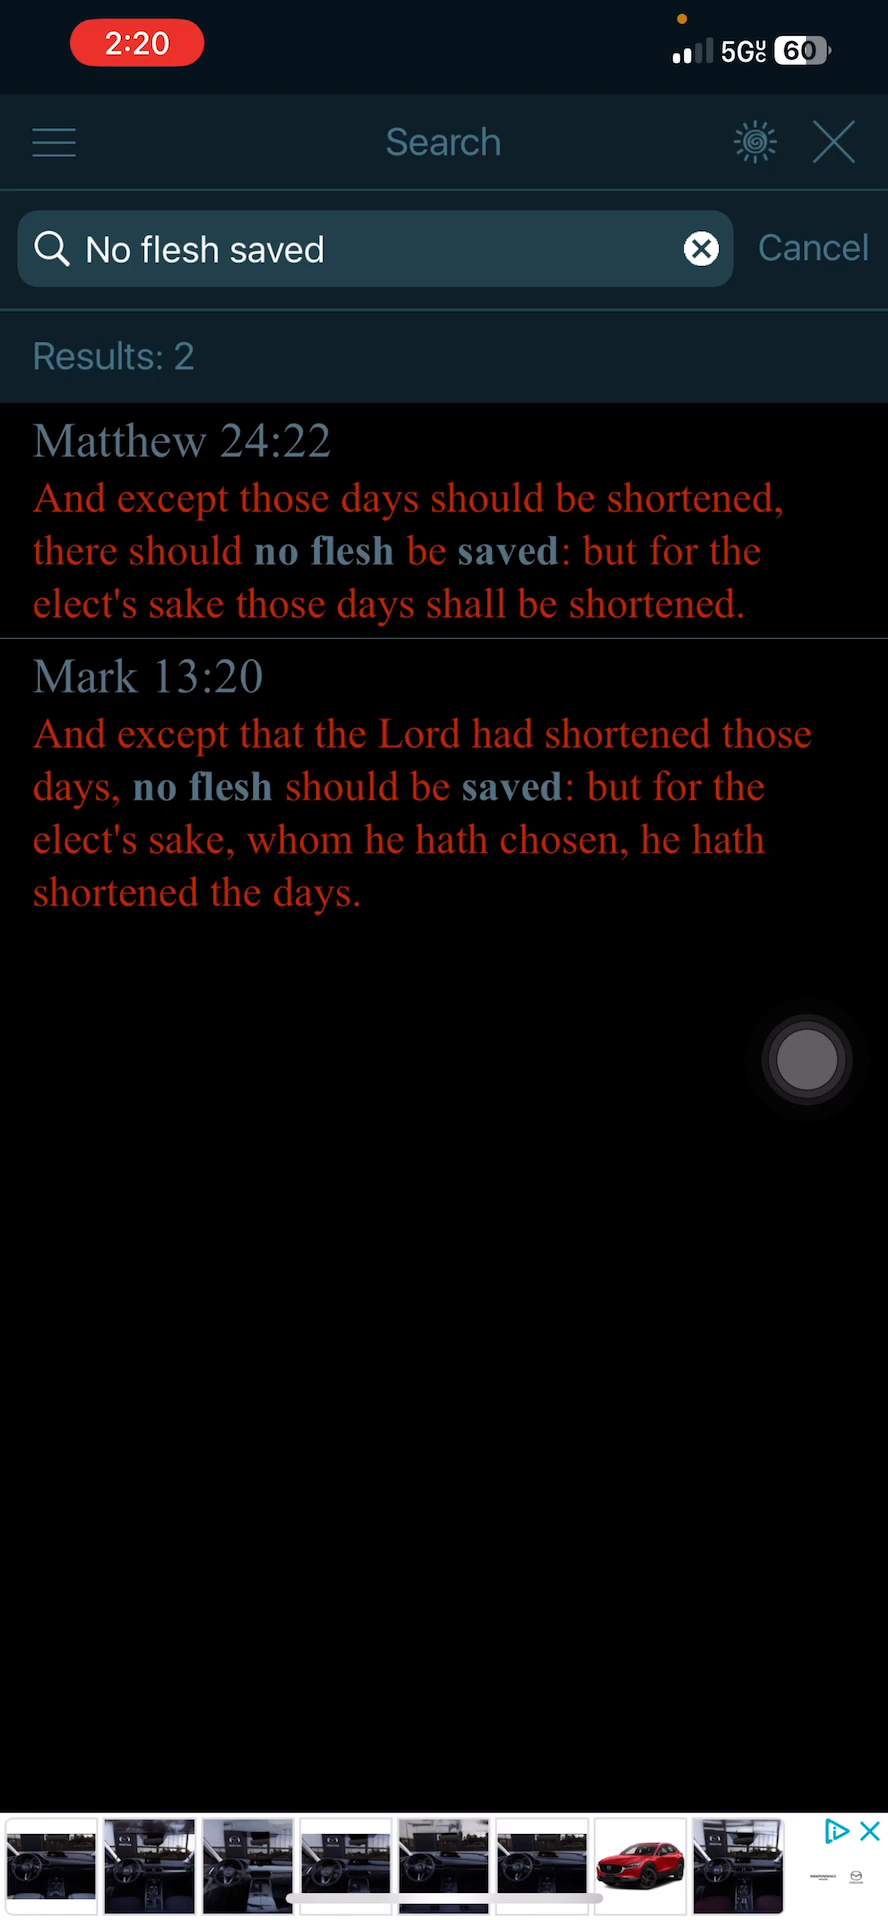 2:20
5G UC 60
Search
No flesh saved
Cancel
Results: 2
Matthew 24:22
And except those days should be shortened,
there should no flesh be saved: but for the
elect's sake those days shall be shortened.
Mark 13:20
And except that the Lord had shortened those
days, no flesh should be saved: but for the
elect's sake, whom he hath chosen, he hath
shortened the days.